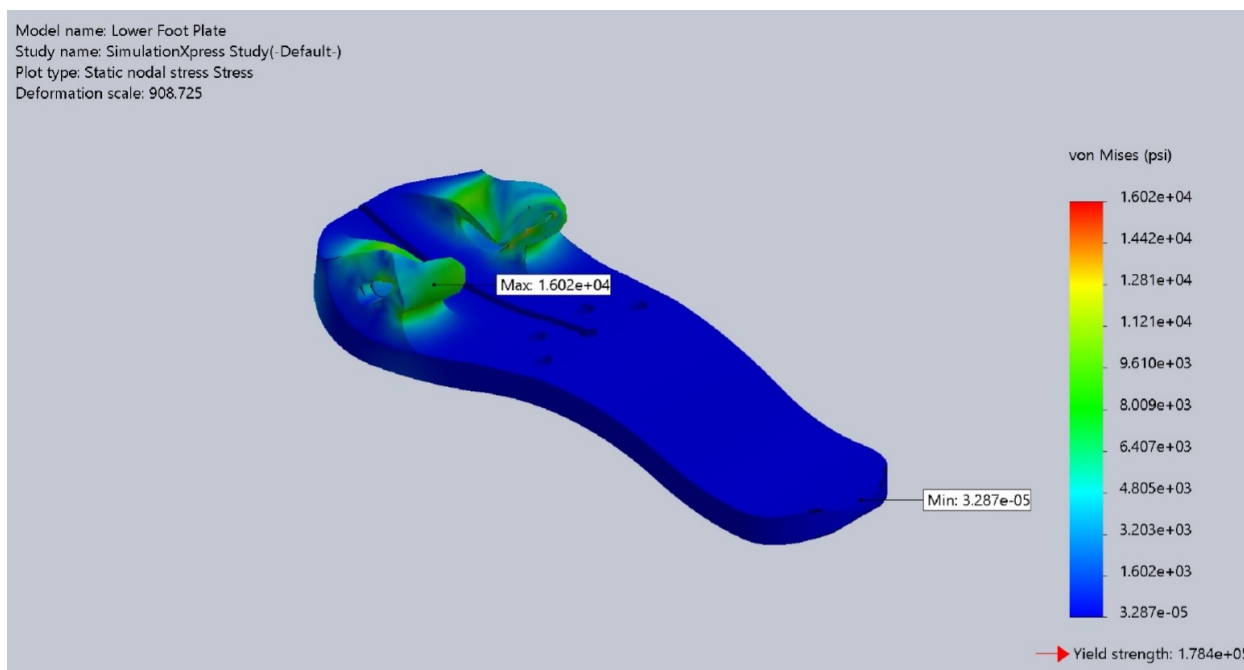 Model name: Lower Foot Plate
Study name: SimulationXpress Study(-Default-)
Plot type: Static nodal stress Stress
Deformation scale: 908.725
von Mises (psi)
1.602e+04
1.442e+04
1.281e+04
1.121e+04
9.610e+03
8.009e+03
6.407e+03
4.805e+03
3.203e+03
1.602e+03
3.287e-05
Max: 1.602e+04
Min: 3.287e-05
Yield strength: 1.784e+05